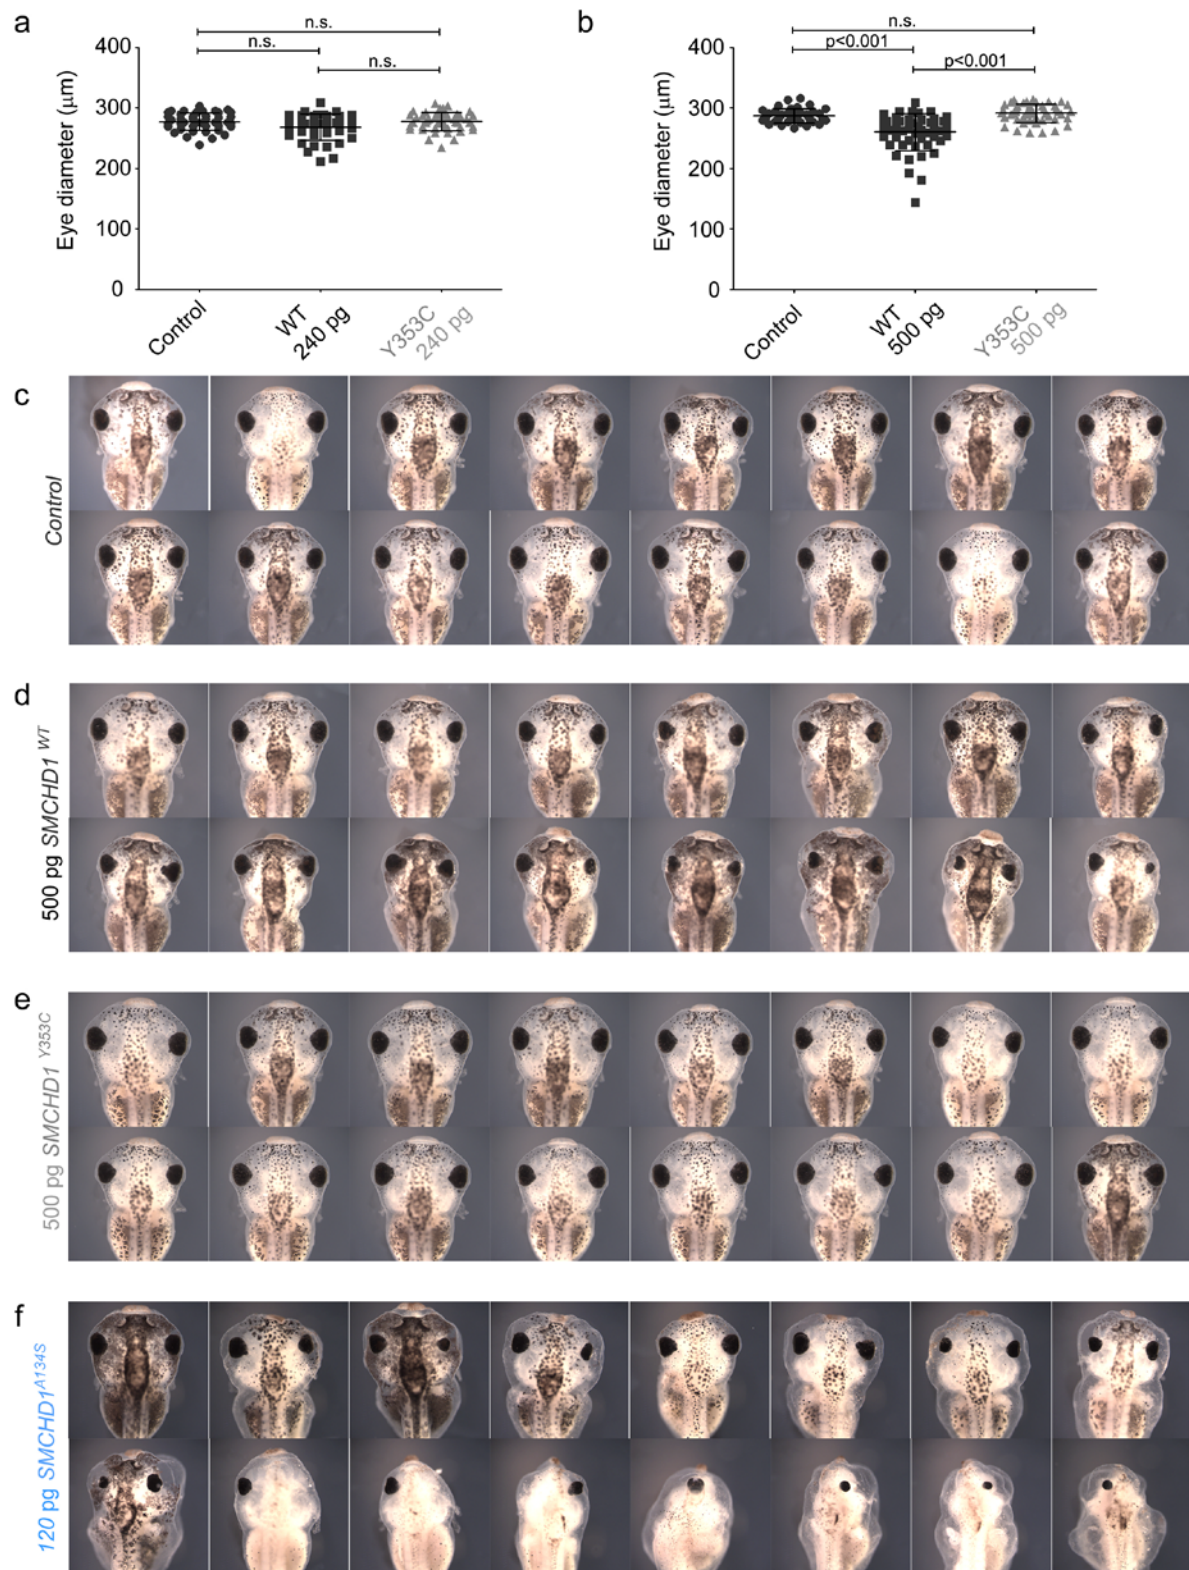 a
n.s.
n.s.
n.s.
Eye diameter (μm)
400
300
200
100
0
Control
WT
240 pg
Y353C
240 pg
b
n.s.
p<0.001
p<0.001
Eye diameter (μm)
400
300
200
100
0
Control
WT
500 pg
Y353C
500 pg
c
Control
d
500 pg SMCHD1 WT
e
500 pg SMCHD1 Y353C
f
120 pg SMCHD1A134S